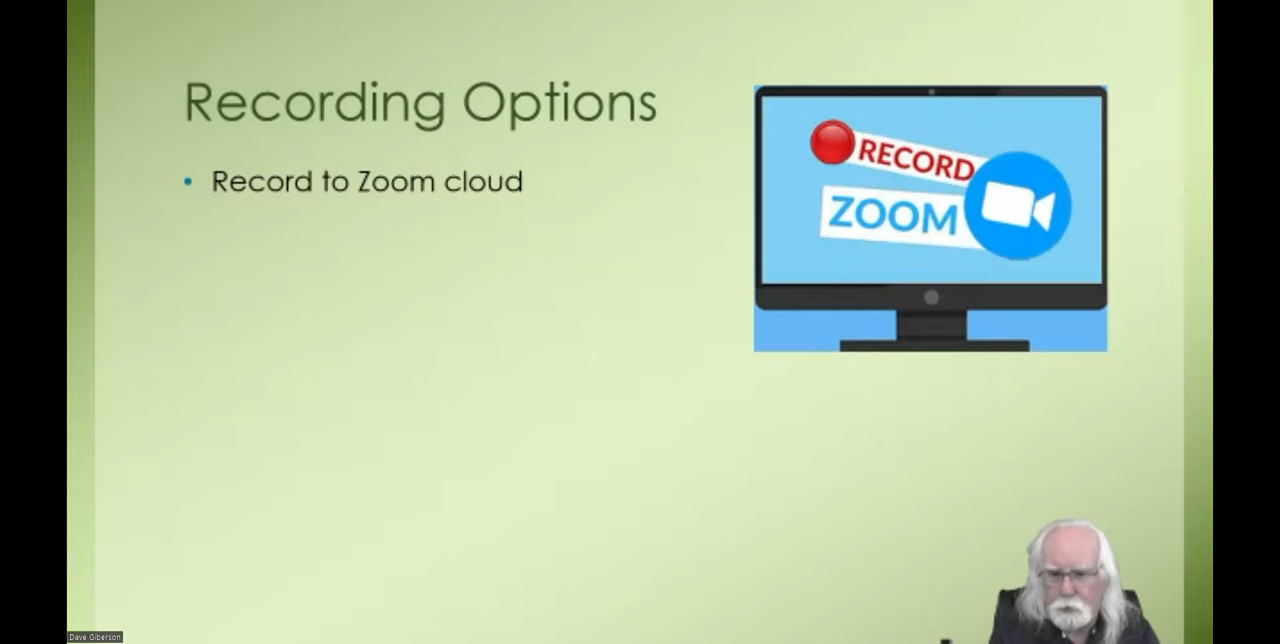 Recording Options
• Record to Zoom cloud
RECORD
ZOOM
Dave Giberson